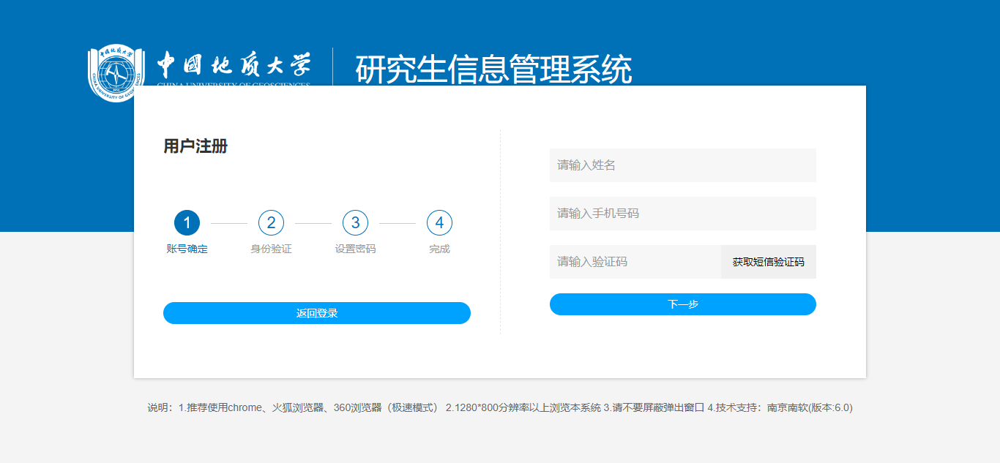 中国地质大学
CHINA UNIVERSITY OF GEOSCIENCES
研究生信息管理系统
用户注册
1
账号确定
2
身份验证
3
设置密码
4
完成
返回登录
请输入姓名
请输入手机号码
请输入验证码
获取短信验证码
下一步
说明：1.推荐使用chrome、火狐浏览器、360浏览器（极速模式） 2.1280*800分辨率以上浏览本系统 3.请不要屏蔽弹出窗口 4.技术支持：南京南软(版本:6.0)